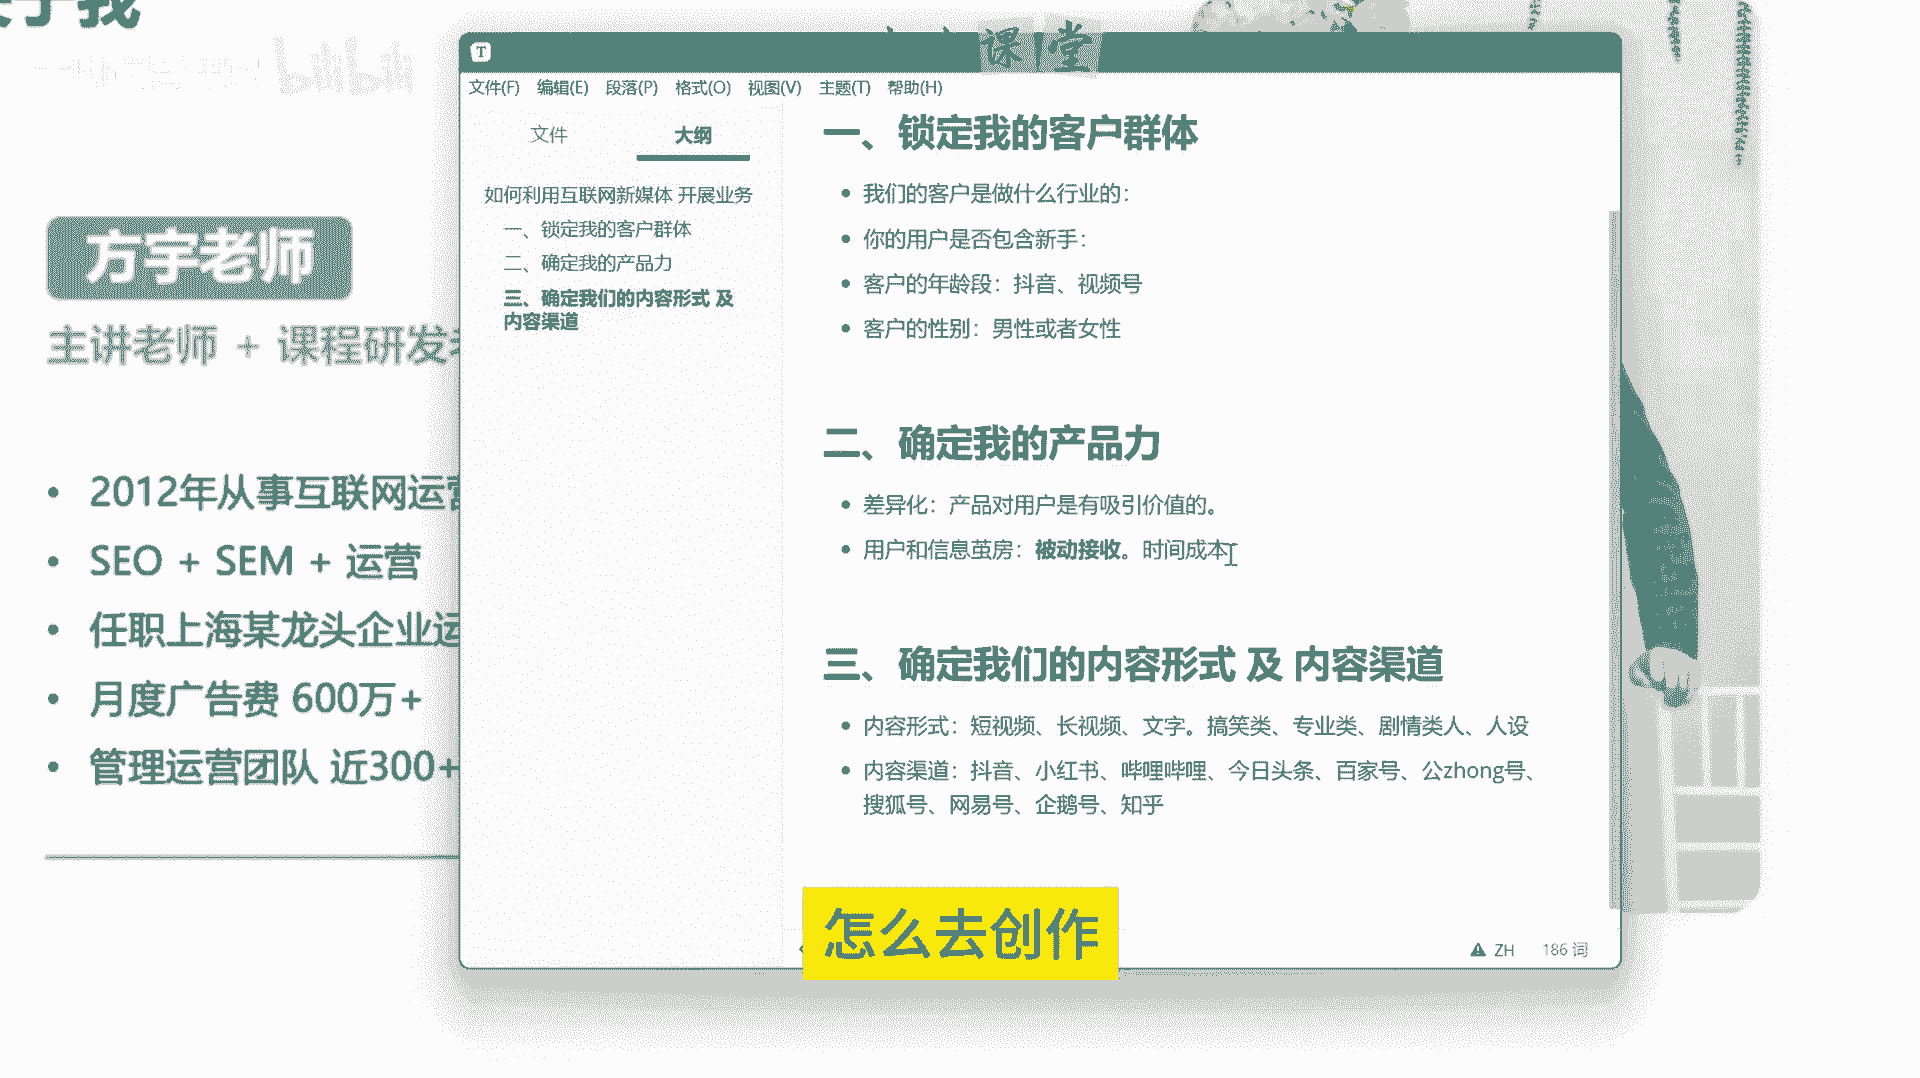 于我
bilibili
课堂
方宇老师
主讲老师 + 课程研发
• 2012年从事互联网运营
• SEO + SEM + 运营
• 任职上海某龙头企业运
• 月度广告费 600万+
• 管理运营团队 近300+
T
文件(F) 编辑(E) 段落(P) 格式(O) 视图(V) 主题(T) 帮助(H)
文件 大纲
如何利用互联网新媒体 开展业务
一、锁定我的客户群体
二、确定我的产品力
三、确定我们的内容形式 及
内容渠道
一、锁定我的客户群体
• 我们的客户是做什么行业的：
• 你的用户是否包含新手：
• 客户的年龄段：抖音、视频号
• 客户的性别：男性或者女性
二、确定我的产品力
• 差异化：产品对用户是有吸引价值的。
• 用户和信息茧房：被动接收。时间成本
三、确定我们的内容形式 及 内容渠道
• 内容形式：短视频、长视频、文字。搞笑类、专业类、剧情类人、人设
• 内容渠道：抖音、小红书、哔哩哔哩、今日头条、百家号、公zhong号、
搜狐号、网易号、企鹅号、知乎
怎么去创作
ZH 186 词